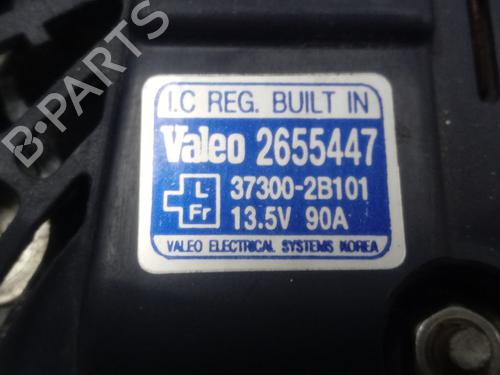 I.C REG. BUILT IN
Valeo 2655447
L 37300-2B101
Fr 13.5V 90A
VALEO ELECTRICAL SYSTEMS KOREA
B-PARTS